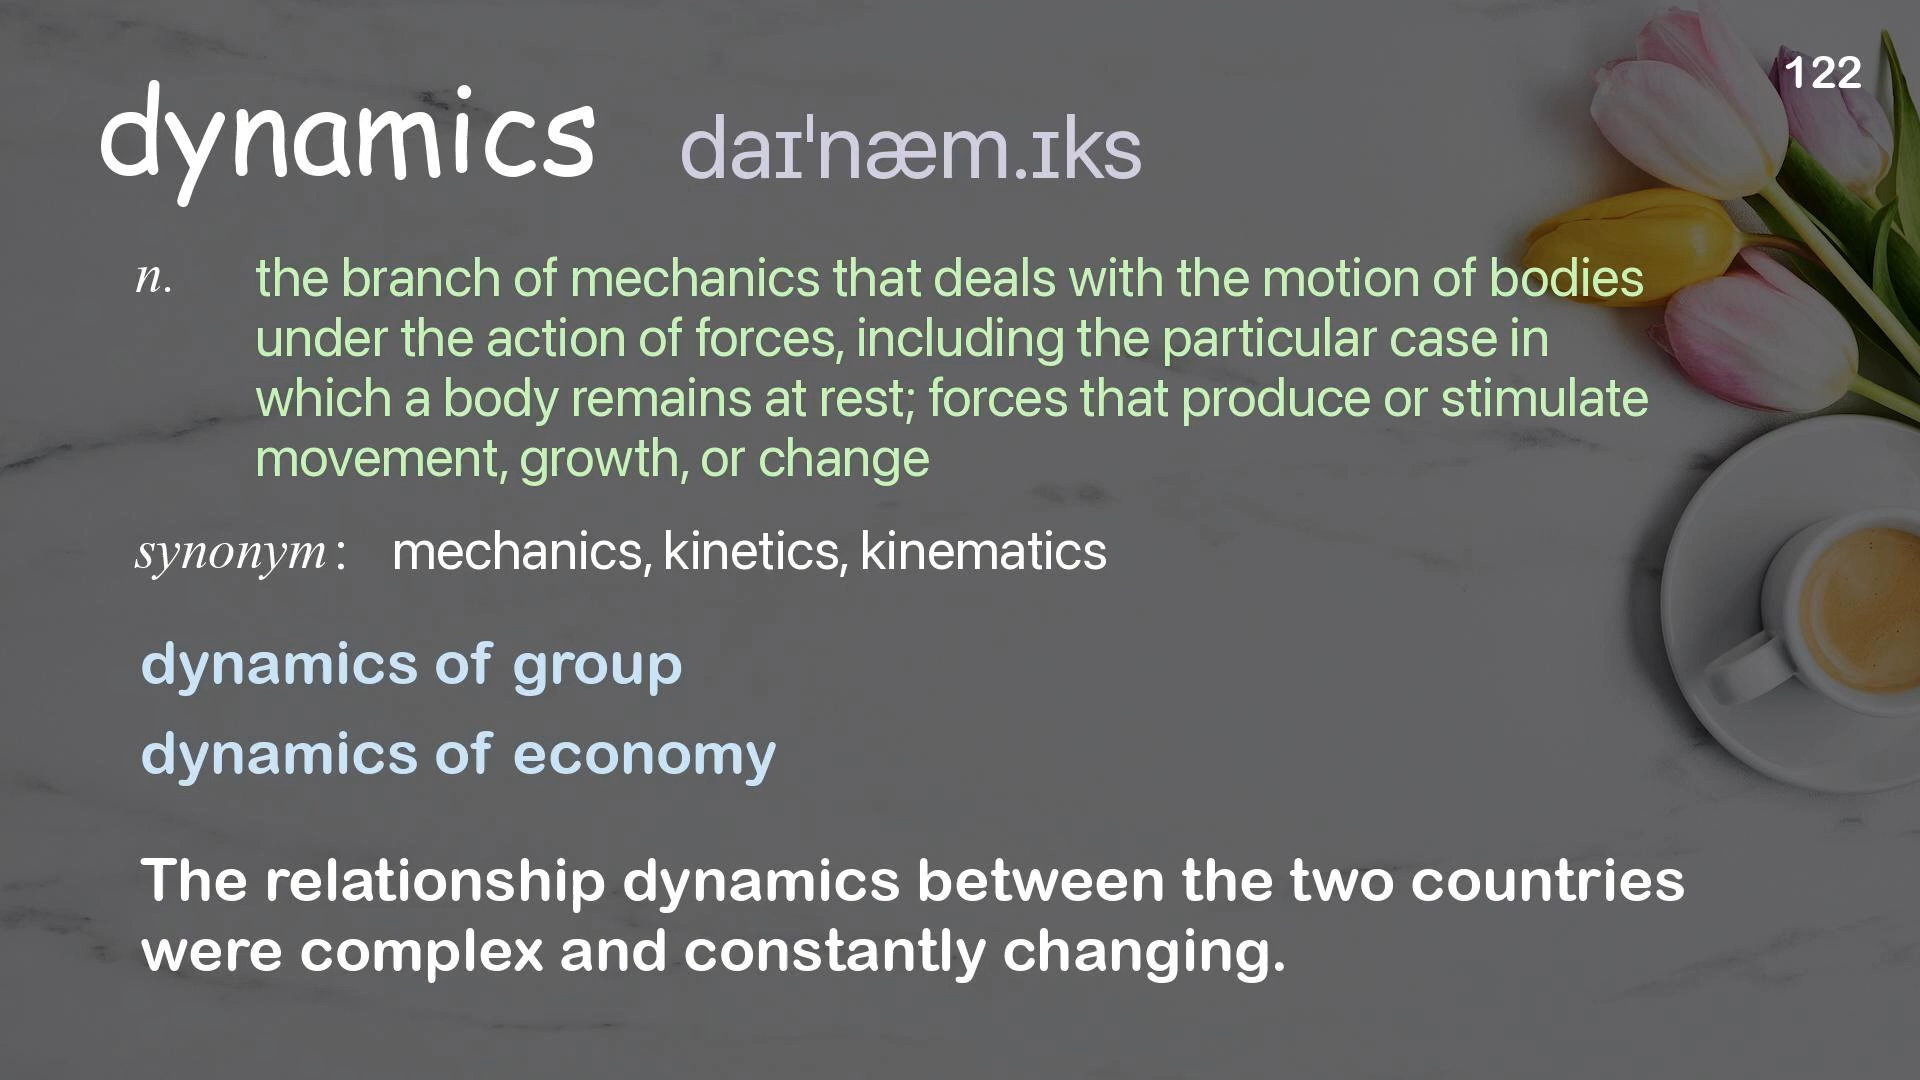 122
dynamics daɪˈnæm.ɪks
n. the branch of mechanics that deals with the motion of bodies
under the action of forces, including the particular case in
which a body remains at rest; forces that produce or stimulate
movement, growth, or change
synonym : mechanics, kinetics, kinematics
dynamics of group
dynamics of economy
The relationship dynamics between the two countries
were complex and constantly changing.